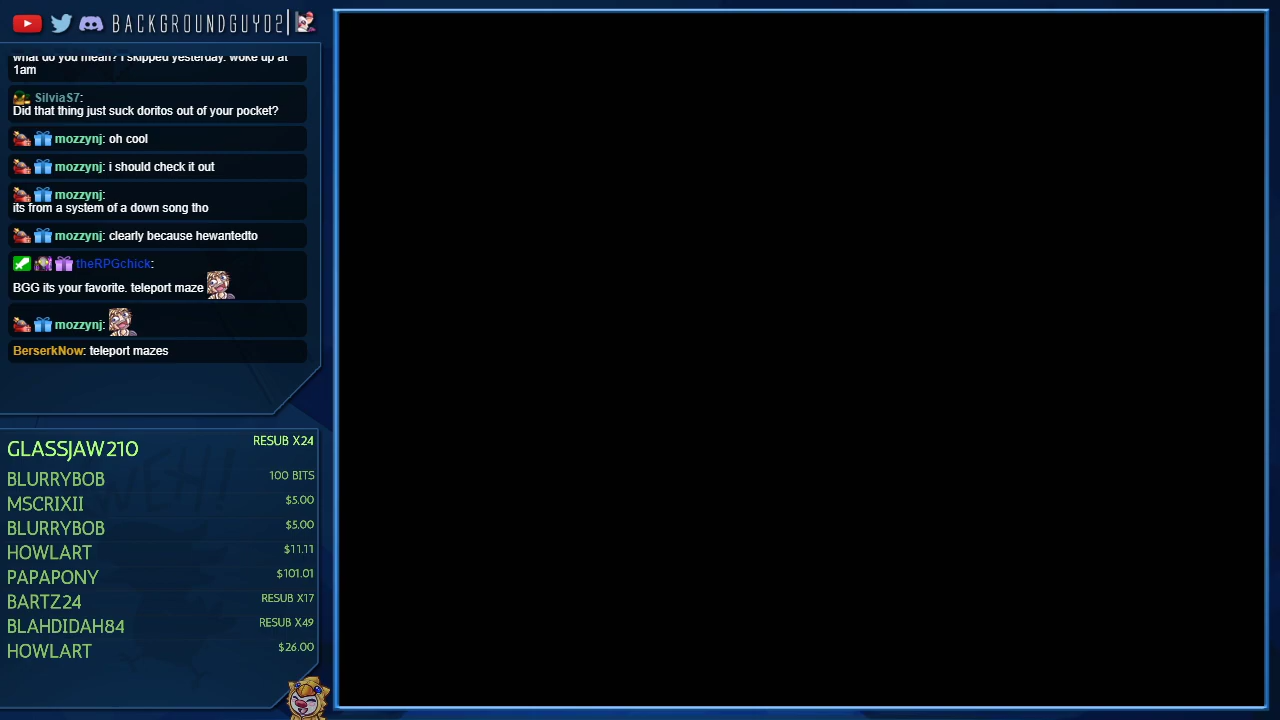 BACKGROUNDGUY02
what do you mean? i skipped yesterday. woke up at
1am
SilviaS7:
Did that thing just suck doritos out of your pocket?
mozzynj: oh cool
mozzynj: i should check it out
mozzynj:
its from a system of a down song tho
mozzynj: clearly because hewantedto
theRPGchick:
BGG its your favorite. teleport maze
mozzynj:
BerserkNow: teleport mazes
GLASSJAW210 RESUB X24
BLURRYBOB 100 BITS
MSCRIXII $5.00
BLURRYBOB $5.00
HOWLART $11.11
PAPAPONY $101.01
BARTZ24 RESUB X17
BLAHDIDAH84 RESUB X49
HOWLART $26.00